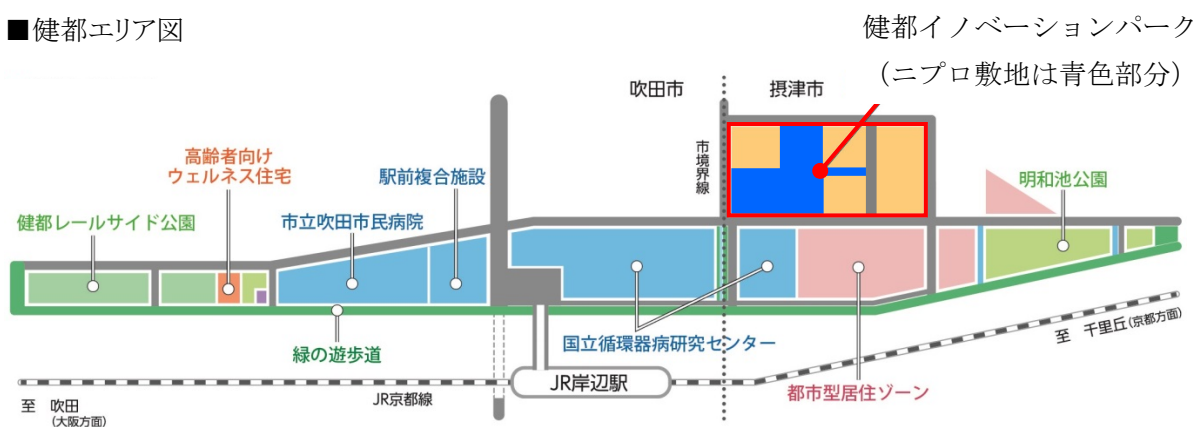 ■健都エリア図
健都イノベーションパーク
（ニプロ敷地は青色部分）
吹田市
摂津市
市境界線
高齢者向け
ウェルネス住宅
駅前複合施設
明和池公園
健都レールサイド公園
市立吹田市民病院
緑の遊歩道
国立循環器病研究センター
至 千里丘(京都方面)
JR岸辺駅
都市型居住ゾーン
至 吹田
(大阪方面)
JR京都線